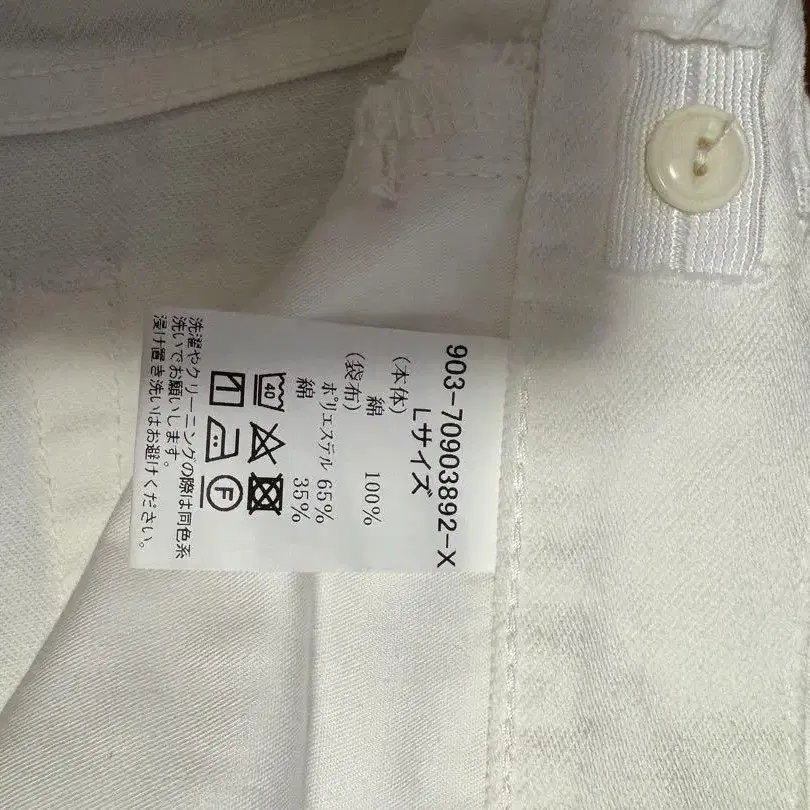 903-70903892-X
Lサイズ
(本体)
綿 100%
(袋布)
ポリエステル 65%
綿 35%
40
F
洗濯やクリーニングの際は同色系
洗いでお願いします。
浸け置き洗いはお避けください。